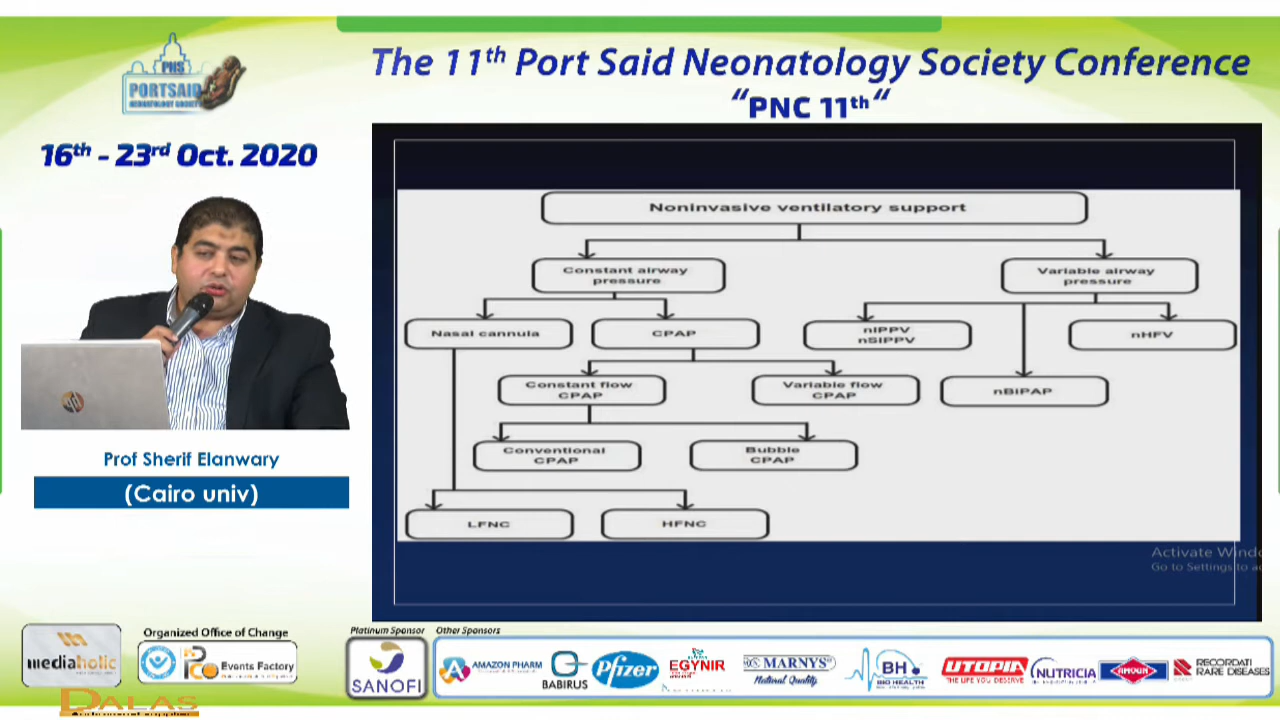 The 11th Port Said Neonatology Society Conference
“PNC 11th“
PNS
PORTSAID
NEONATOLOGY SOCIETY
16th - 23rd Oct. 2020
Prof Sherif Elanwary
(Cairo univ)
Noninvasive ventilatory support
Constant airway
pressure
Variable airway
pressure
Nasal cannula
CPAP
nIPPV
nSIPPV
nHFV
Constant flow
CPAP
Variable flow
CPAP
nBiPAP
Conventional
CPAP
Bubble
CPAP
LFNC
HFNC
Activate Windo
Go to Settings to a
mediaholic
Organized Office of Change
Events Factory
Platinum Sponsor
SANOFI
Other Sponsors
AMAZON PHARM
BABIRUS
Pfizer
EGYNIR
MARNYS
Natural Quality
BH
BIO HEALTH
UTOPIA
THE LIFE YOU DESERVE
NUTRICIA
AMOUN
RECORDATI
RARE DISEASES
DALAS